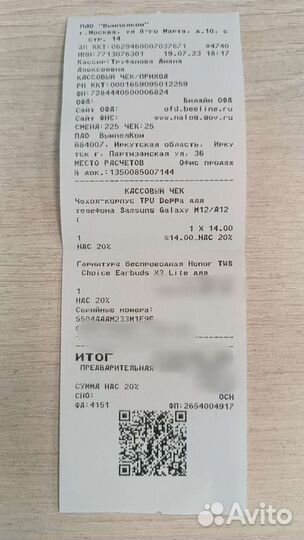 ПАО "Вымпелком"
г.Москва, ул 8-го Марта, д.10, с
стр. 14
ЗН ККТ:0629460007037671 #4740
ИНН:7713076301 19.07.23 18:17
Кассир:Труфанова Диана
Алексеевна
КАССОВЫЙ ЧЕК/ПРИХОД
РН ККТ:0001659095012259
ФН:7284440500006824
ОФД: Билайн ОФД
Сайт ОФД: ofd.beeline.ru
Сайт ФНС: www.nalog.gov.ru
СМЕНА:225 ЧЕК:25
ПАО ВымпелКом
664007, Иркутская область, Ирку
тск г, Партизанская ул, 36
МЕСТО РАСЧЕТОВ Офис продаж
N док.:1350085007144
КАССОВЫЙ ЧЕК
Чехол-корпус TPU Deppa для
телефона Samsung Galaxy M12/A12
(
1 X 14.00
≡14.00_НДС 20%
НДС 20%
Гарнитура беспроводная Honor TWS
Choice Earbuds X3 Lite для
1
НДС 20%
Серийные номера:
ИТОГ
ПРЕДВАРИТЕЛЬНАЯ
СУММА НДС 20%
СНО: ОСН
ФД:4151 ФП:2654004917
Avito